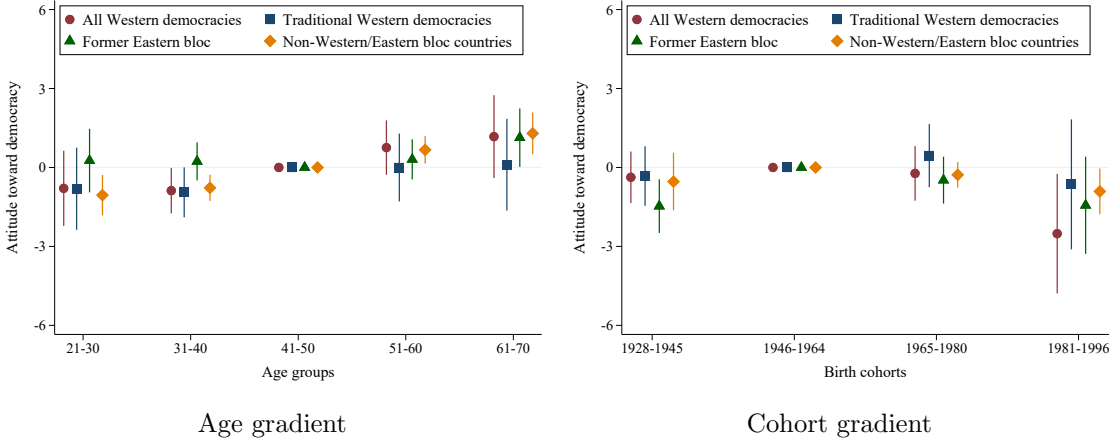 All Western democracies
Traditional Western democracies
Former Eastern bloc
Non-Western/Eastern bloc countries
Attitude toward democracy
6
3
0
-3
-6
21-30
31-40
41-50
51-60
61-70
Age groups
Age gradient
All Western democracies
Traditional Western democracies
Former Eastern bloc
Non-Western/Eastern bloc countries
Attitude toward democracy
6
3
0
-3
-6
1928-1945
1946-1964
1965-1980
1981-1996
Birth cohorts
Cohort gradient